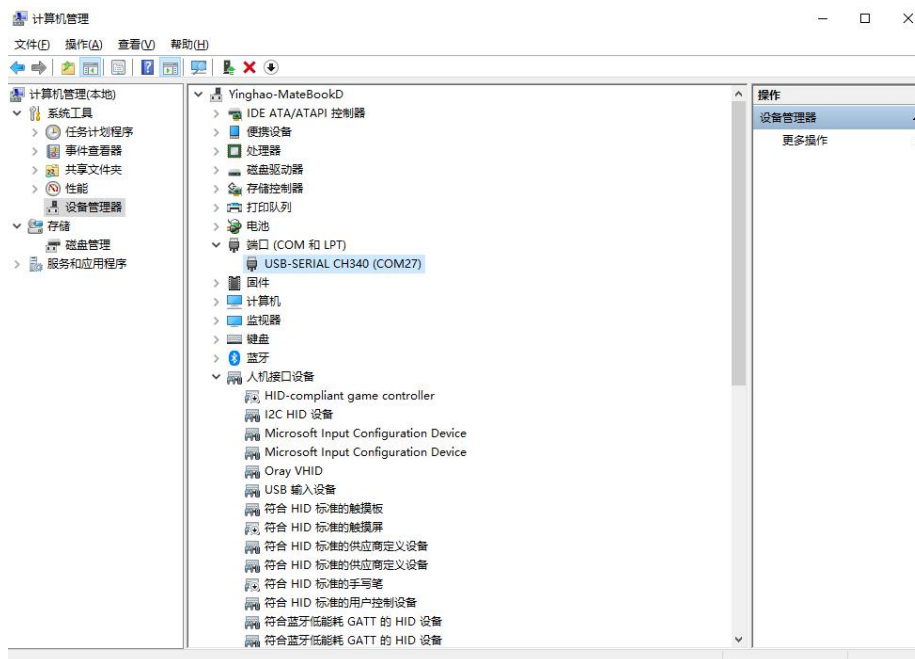 计算机管理
文件(F) 操作(A) 查看(V) 帮助(H)
计算机管理(本地)
系统工具
任务计划程序
事件查看器
共享文件夹
性能
设备管理器
存储
磁盘管理
服务和应用程序
Yinghao-MateBookD
IDE ATA/ATAPI 控制器
便携设备
处理器
磁盘驱动器
存储控制器
打印队列
电池
端口 (COM 和 LPT)
USB-SERIAL CH340 (COM27)
固件
计算机
监视器
键盘
蓝牙
人机接口设备
HID-compliant game controller
I2C HID 设备
Microsoft Input Configuration Device
Microsoft Input Configuration Device
Oray VHID
USB 输入设备
符合 HID 标准的触摸板
符合 HID 标准的触摸屏
符合 HID 标准的供应商定义设备
符合 HID 标准的供应商定义设备
符合 HID 标准的手写笔
符合 HID 标准的用户控制设备
符合蓝牙低能耗 GATT 的 HID 设备
符合蓝牙低能耗 GATT 的 HID 设备
操作
设备管理器
更多操作